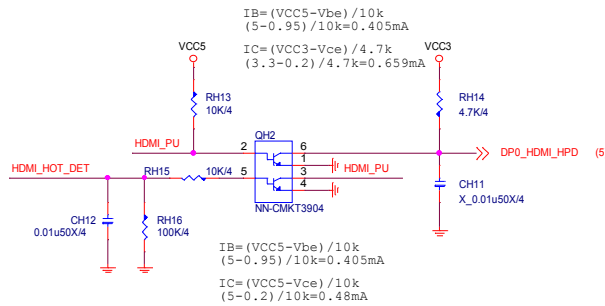 IB=(VCC5-Vbe)/10k
(5-0.95)/10k=0.405mA
IC=(VCC3-Vce)/4.7k
(3.3-0.2)/4.7k=0.659mA
VCC5
VCC3
RH13
10K/4
RH14
4.7K/4
HDMI_PU
2
QH2
6
1
DP0_HDMI_HPD
(5
HDMI_HOT_DET
RH15
10K/4
5
3
HDMI_PU
4
NN-CMKT3904
CH11
X_0.01u50X/4
CH12
0.01u50X/4
RH16
100K/4
IB=(VCC5-Vbe)/10k
(5-0.95)/10k=0.405mA
IC=(VCC5-Vce)/10k
(5-0.2)/10k=0.48mA